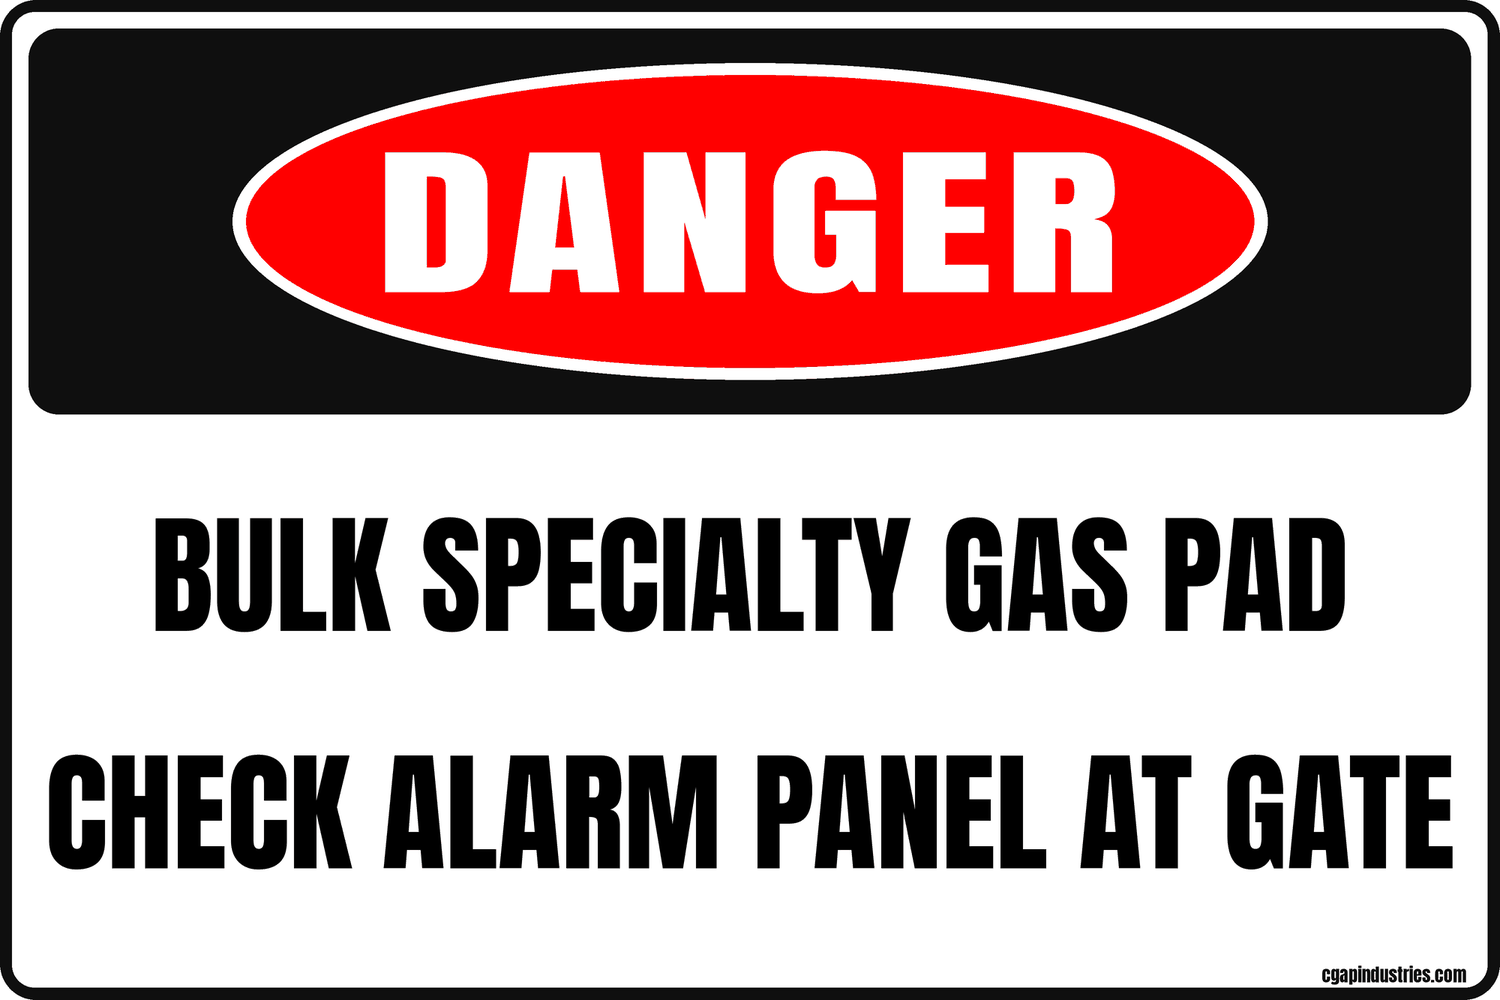 DANGER
BULK SPECIALTY GAS PAD
CHECK ALARM PANEL AT GATE
cgapindustries.com